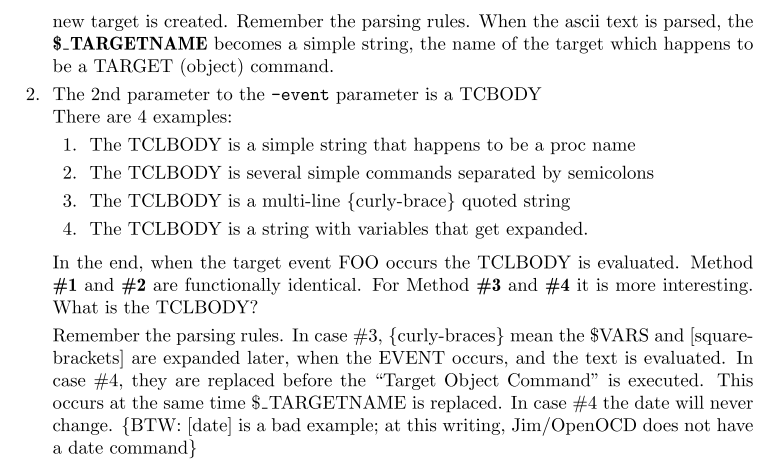 new target is created. Remember the parsing rules. When the ascii text is parsed, the
$_TARGETNAME becomes a simple string, the name of the target which happens to
be a TARGET (object) command.
2. The 2nd parameter to the -event parameter is a TCBODY
There are 4 examples:
1. The TCLBODY is a simple string that happens to be a proc name
2. The TCLBODY is several simple commands separated by semicolons
3. The TCLBODY is a multi-line {curly-brace} quoted string
4. The TCLBODY is a string with variables that get expanded.
In the end, when the target event FOO occurs the TCLBODY is evaluated. Method
#1 and #2 are functionally identical. For Method #3 and #4 it is more interesting.
What is the TCLBODY?
Remember the parsing rules. In case #3, {curly-braces} mean the $VARS and [square-
brackets] are expanded later, when the EVENT occurs, and the text is evaluated. In
case #4, they are replaced before the “Target Object Command” is executed. This
occurs at the same time $_TARGETNAME is replaced. In case #4 the date will never
change. {BTW: [date] is a bad example; at this writing, Jim/OpenOCD does not have
a date command}